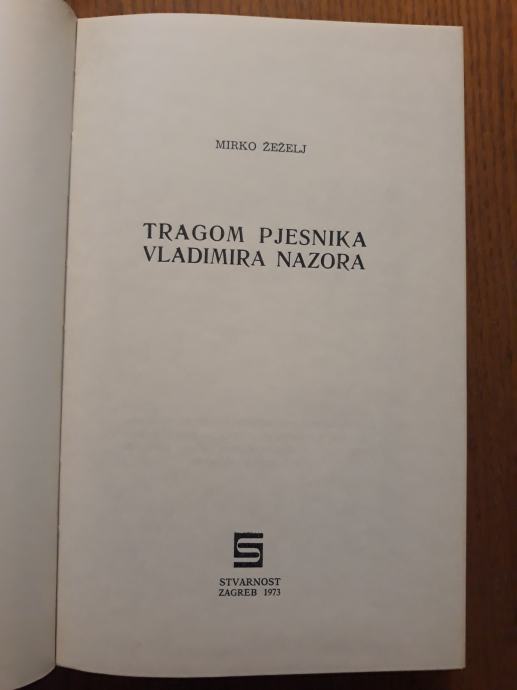 MIRKO ŽEŽELJ
TRAGOM PJESNIKA
VLADIMIRA NAZORA
S
STVARNOST
ZAGREB 1973